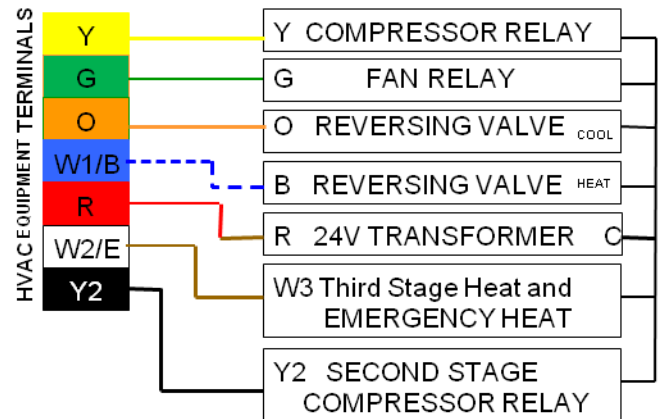 HVAC EQUIPMENT TERMINALS
Y
G
O
W1/B
R
W2/E
Y2
Y COMPRESSOR RELAY
G FAN RELAY
O REVERSING VALVE COOL
B REVERSING VALVE HEAT
R 24V TRANSFORMER C
W3 Third Stage Heat and
EMERGENCY HEAT
Y2 SECOND STAGE
COMPRESSOR RELAY